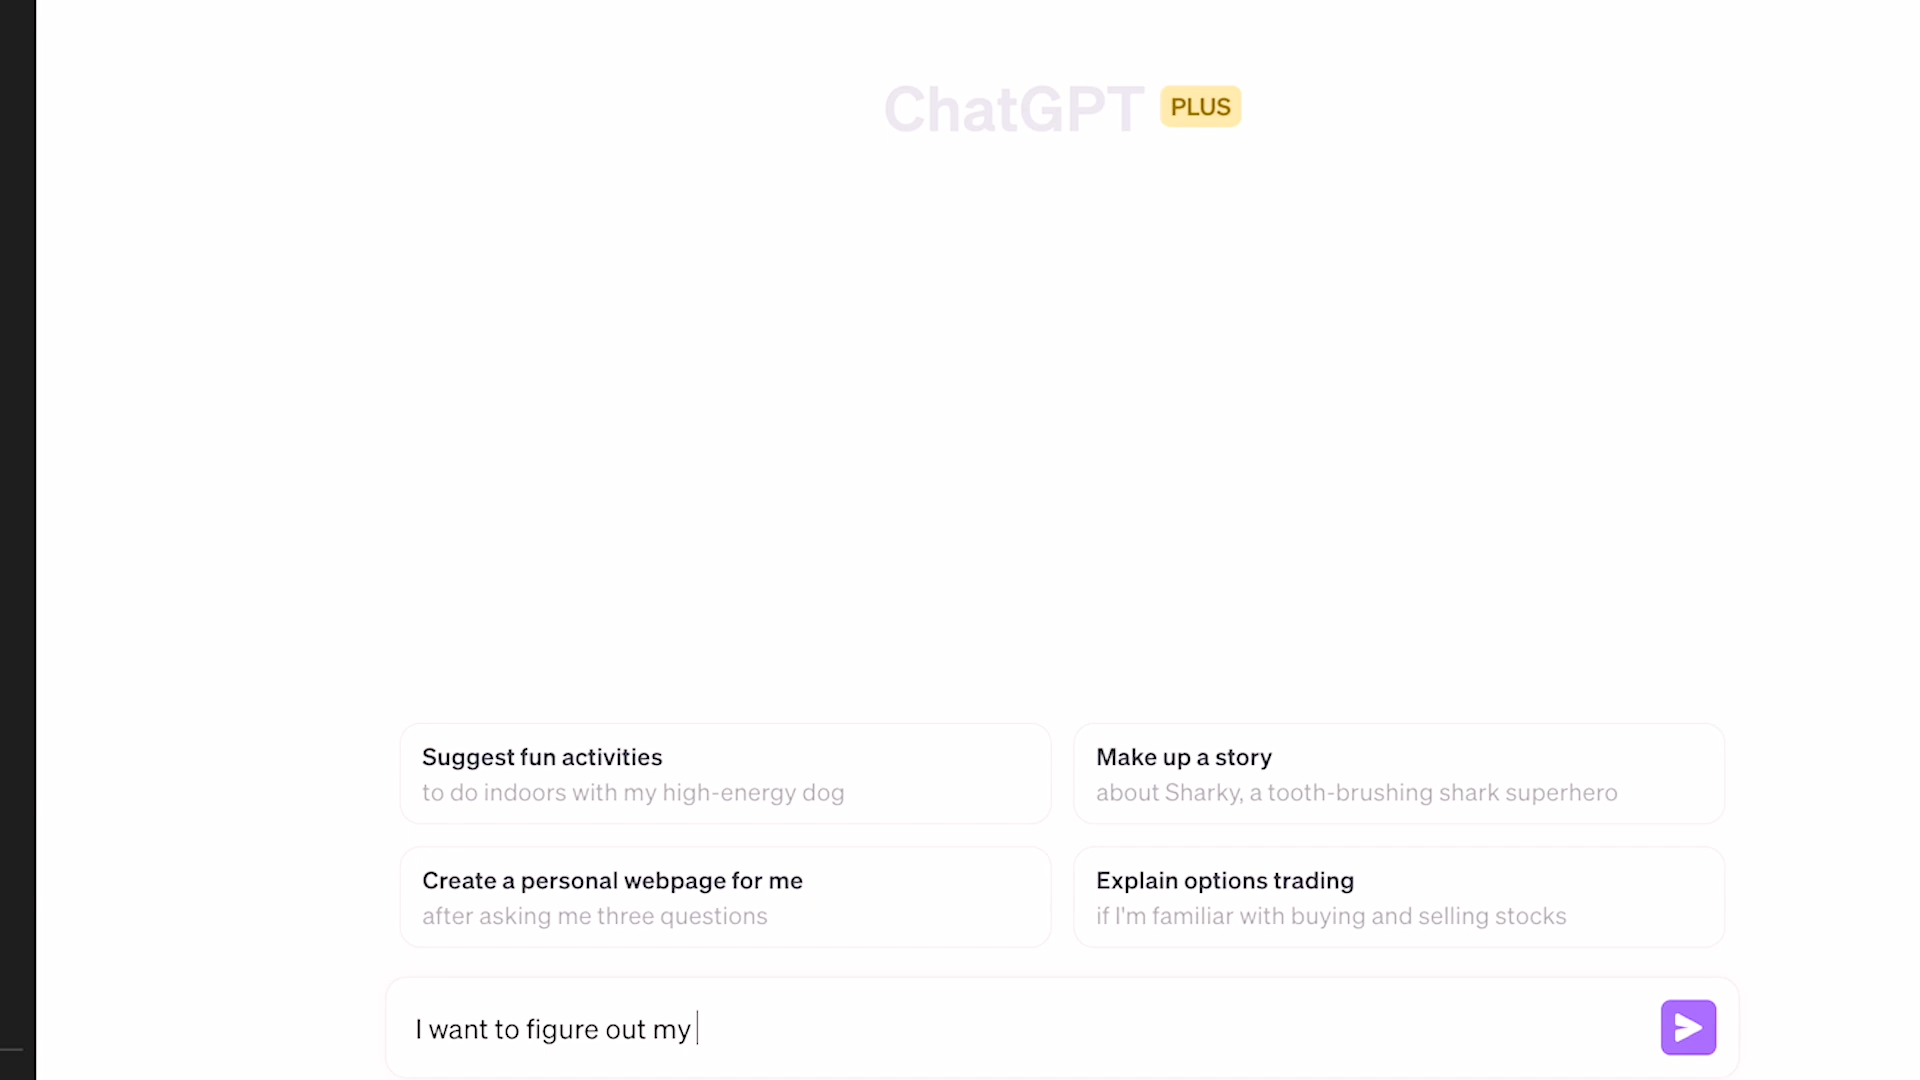 ChatGPT PLUS
Suggest fun activities
to do indoors with my high-energy dog
Make up a story
about Sharky, a tooth-brushing shark superhero
Create a personal webpage for me
after asking me three questions
Explain options trading
if I'm familiar with buying and selling stocks
I want to figure out my